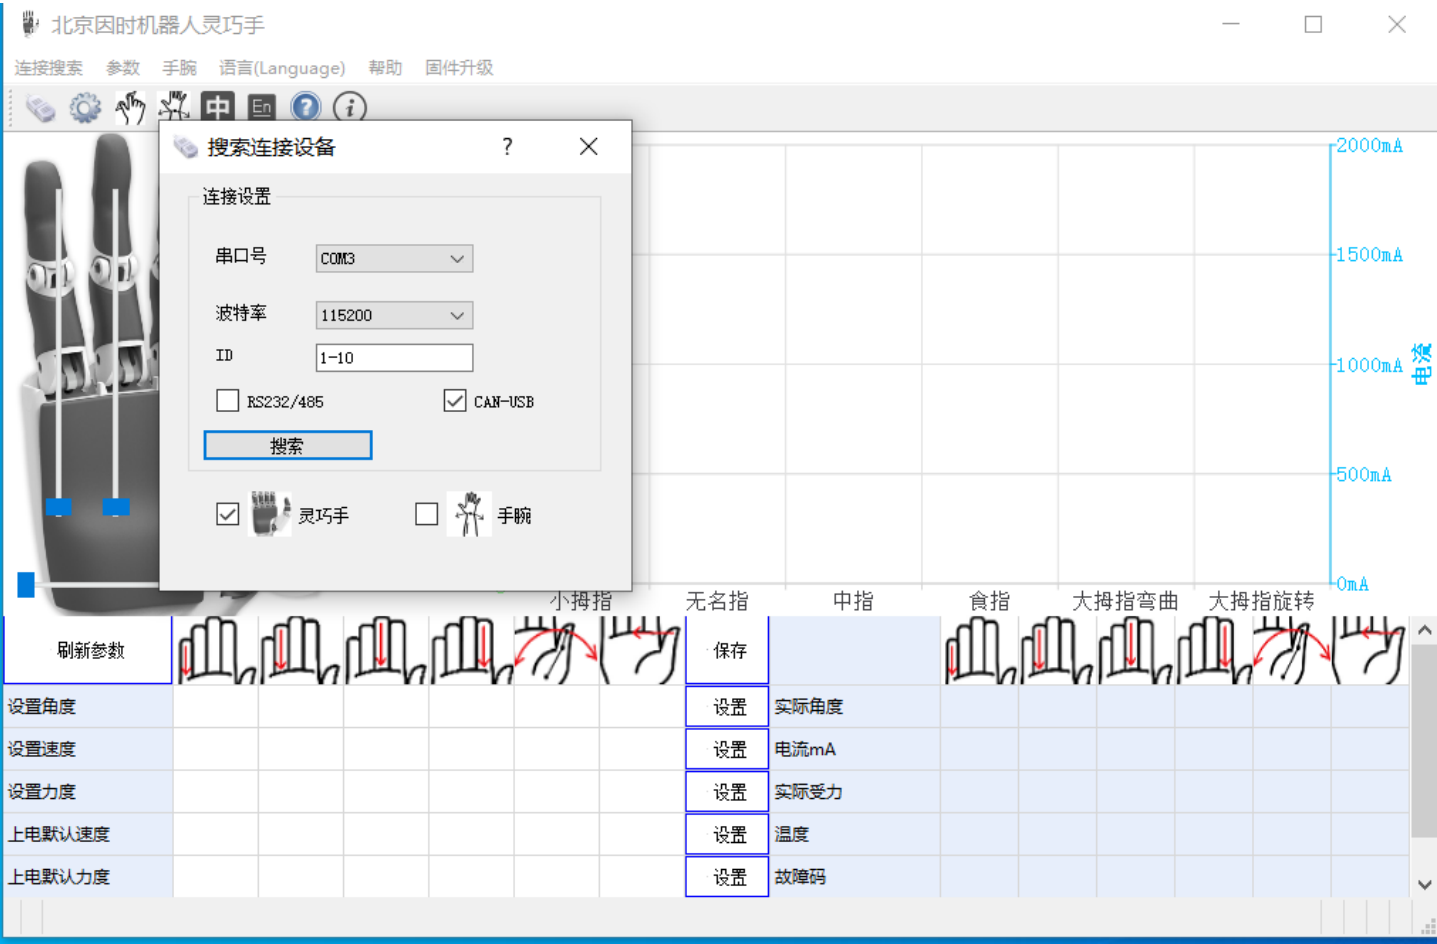 北京因时机器人灵巧手
连接搜索 参数 手腕 语言(Language) 帮助 固件升级
中 En ? i
搜索连接设备 ?
连接设置
串口号 COM3
波特率 115200
ID 1-10
RS232/485 CAN-USB
搜索
灵巧手 手腕
2000mA
1500mA
1000mA
500mA
0mA
电流
小拇指 无名指 中指 食指 大拇指弯曲 大拇指旋转
刷新参数 保存
设置角度 设置 实际角度
设置速度 设置 电流mA
设置力度 设置 实际受力
上电默认速度 设置 温度
上电默认力度 设置 故障码